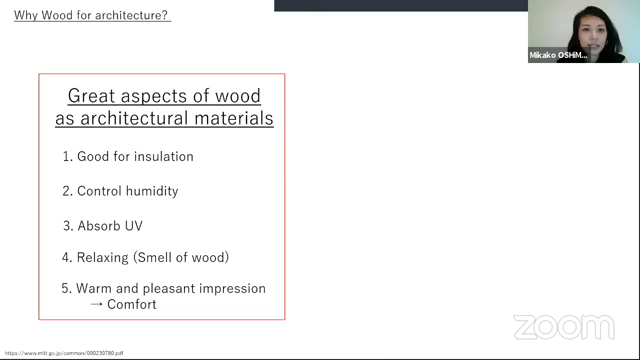 Why Wood for architecture?
Mikako OSHIM...
Great aspects of wood
as architectural materials
1. Good for insulation
2. Control humidity
3. Absorb UV
4. Relaxing (Smell of wood)
5. Warm and pleasant impression
→ Comfort
zoom
https://www.mlit.go.jp/common/000230780.pdf